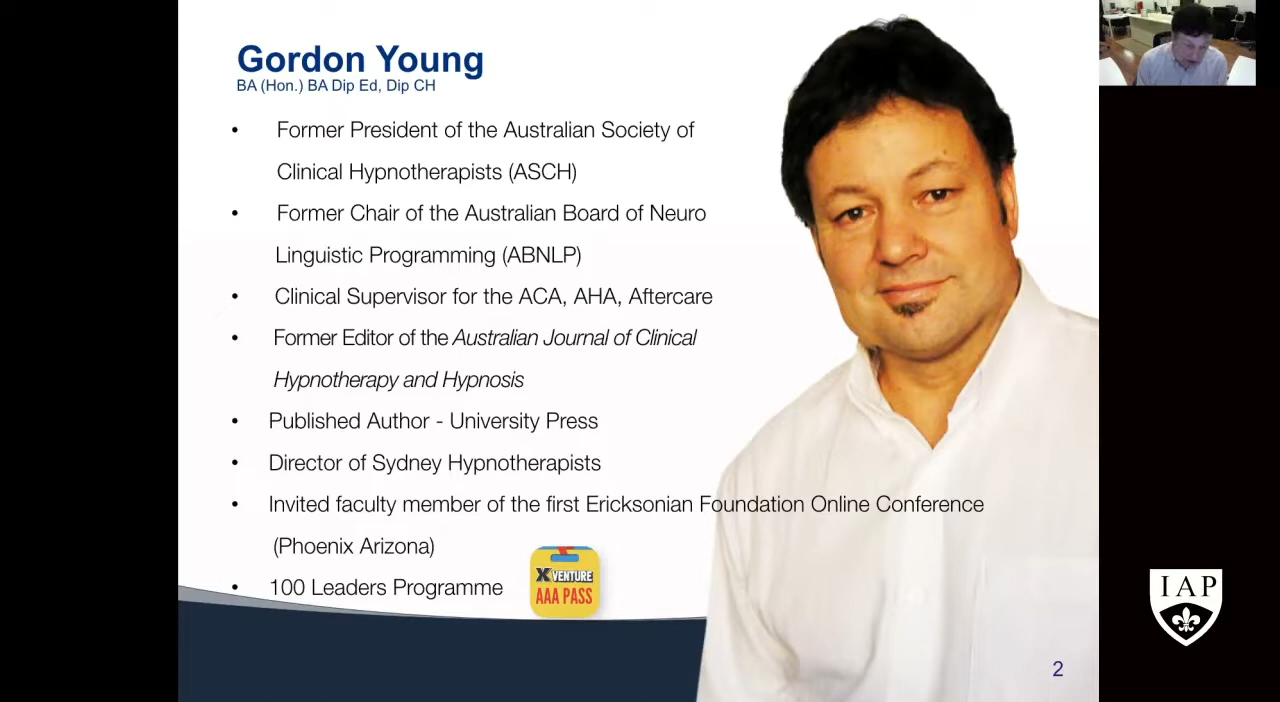 Gordon Young
BA (Hon.) BA Dip Ed, Dip CH
• Former President of the Australian Society of
Clinical Hypnotherapists (ASCH)
• Former Chair of the Australian Board of Neuro
Linguistic Programming (ABNLP)
• Clinical Supervisor for the ACA, AHA, Aftercare
• Former Editor of the Australian Journal of Clinical
Hypnotherapy and Hypnosis
• Published Author - University Press
• Director of Sydney Hypnotherapists
• Invited faculty member of the first Ericksonian Foundation Online Conference
(Phoenix Arizona)
• 100 Leaders Programme
XVENTURE
AAA PASS
IAP
2